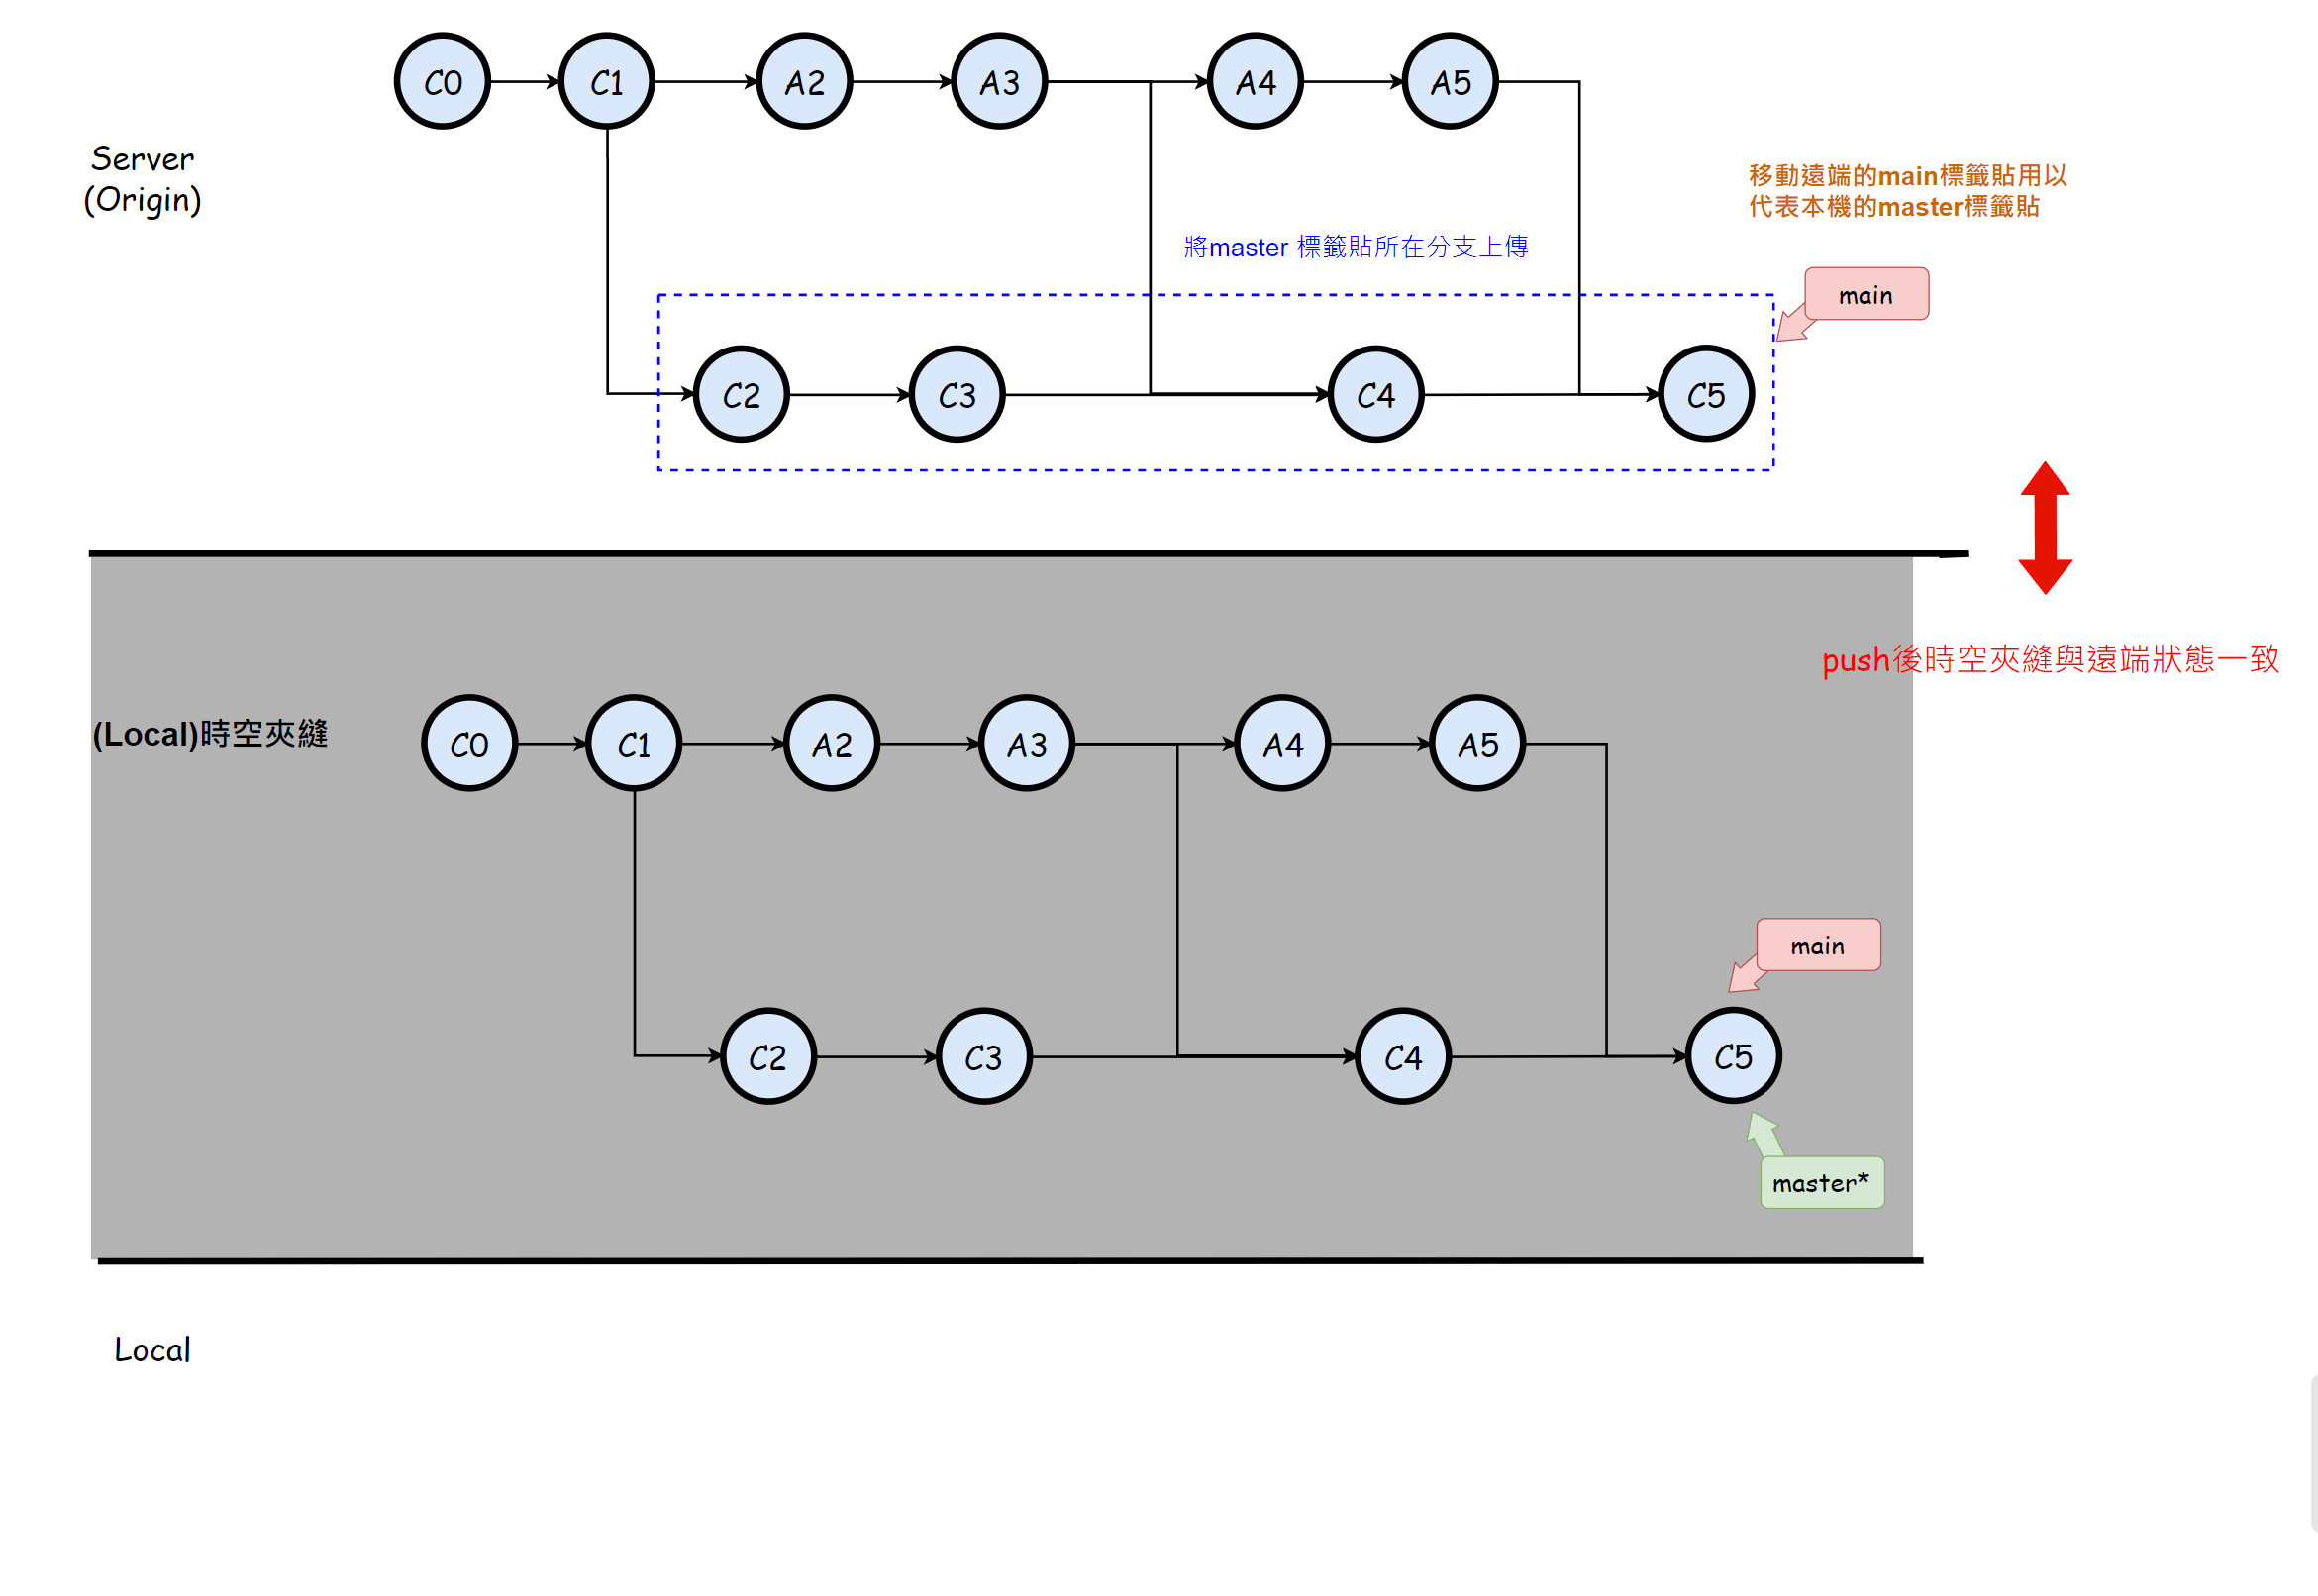 C0
C1
A2
A3
A4
A5
Server
(Origin)
移動遠端的main標籤貼用以
代表本機的master標籤貼
將master 標籤貼所在分支上傳
main
C2
C3
C4
C5
push後時空夾縫與遠端狀態一致
(Local)時空夾縫
C0
C1
A2
A3
A4
A5
main
C2
C3
C4
C5
master*
Local